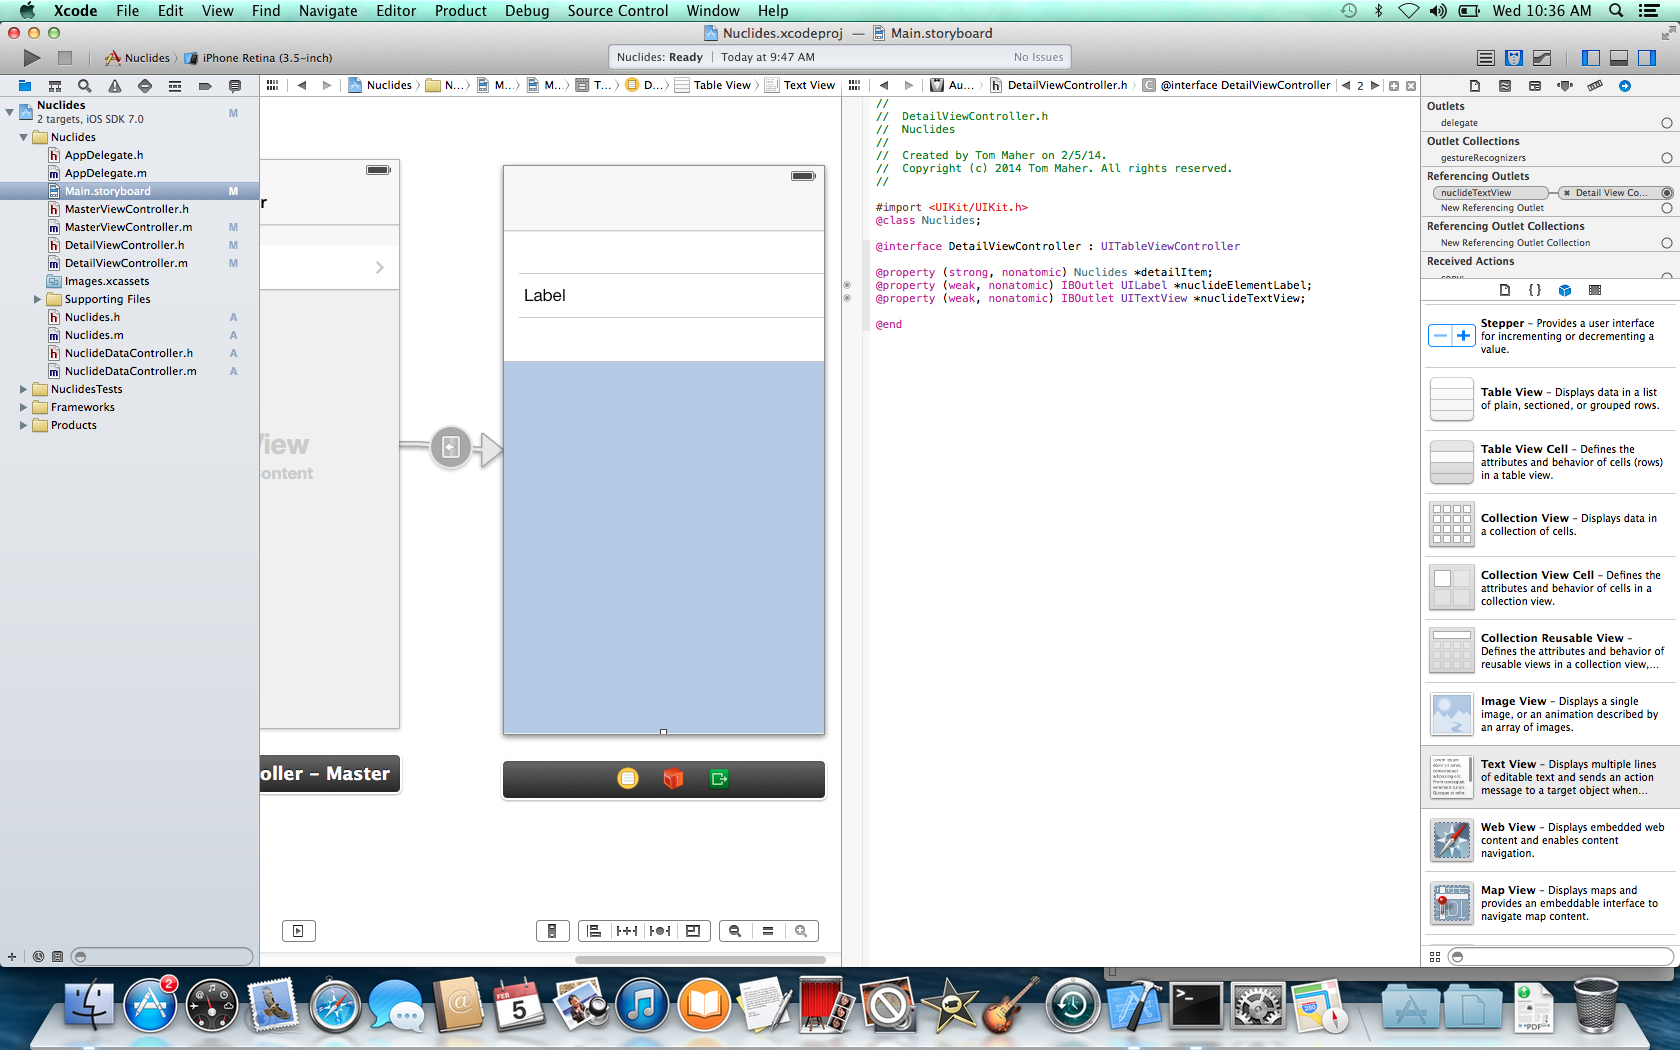 Xcode File Edit View Find Navigate Editor Product Debug Source Control Window Help Wed 10:36 AM
Nuclides.xcodeproj — Main.storyboard
Nuclides iPhone Retina (3.5-inch)
Nuclides: Ready Today at 9:47 AM No Issues
Nuclides N... M... M... T... D... Table View Text View
Au... DetailViewController.h @interface DetailViewController 2
Nuclides M
2 targets, iOS SDK 7.0
Nuclides
AppDelegate.h
AppDelegate.m
Main.storyboard M
MasterViewController.h
MasterViewController.m M
DetailViewController.h M
DetailViewController.m M
Images.xcassets
Supporting Files
Nuclides.h A
Nuclides.m A
NuclideDataController.h A
NuclideDataController.m A
NuclidesTests
Frameworks
Products
r
View
ontent
oller – Master
Label
//
// DetailViewController.h
// Nuclides
//
// Created by Tom Maher on 2/5/14.
// Copyright (c) 2014 Tom Maher. All rights reserved.
//
#import <UIKit/UIKit.h>
@class Nuclides;
@interface DetailViewController : UITableViewController
@property (strong, nonatomic) Nuclides *detailItem;
@property (weak, nonatomic) IBOutlet UILabel *nuclideElementLabel;
@property (weak, nonatomic) IBOutlet UITextView *nuclideTextView;
@end
Outlets
delegate
Outlet Collections
gestureRecognizers
Referencing Outlets
nuclideTextView Detail View Co...
New Referencing Outlet
Referencing Outlet Collections
New Referencing Outlet Collection
Received Actions
{ }
Stepper – Provides a user interface
for incrementing or decrementing a
value.
Table View – Displays data in a list
of plain, sectioned, or grouped rows.
Table View Cell – Defines the
attributes and behavior of cells (rows)
in a table view.
Collection View – Displays data in
a collection of cells.
Collection View Cell – Defines the
attributes and behavior of cells in a
collection view.
Collection Reusable View –
Defines the attributes and behavior of
reusable views in a collection view,...
Image View – Displays a single
image, or an animation described by
an array of images.
Text View – Displays multiple lines
of editable text and sends an action
message to a target object when...
Web View – Displays embedded web
content and enables content
navigation.
Map View – Displays maps and
provides an embeddable interface to
navigate map content.
2
FEB
5
PDF